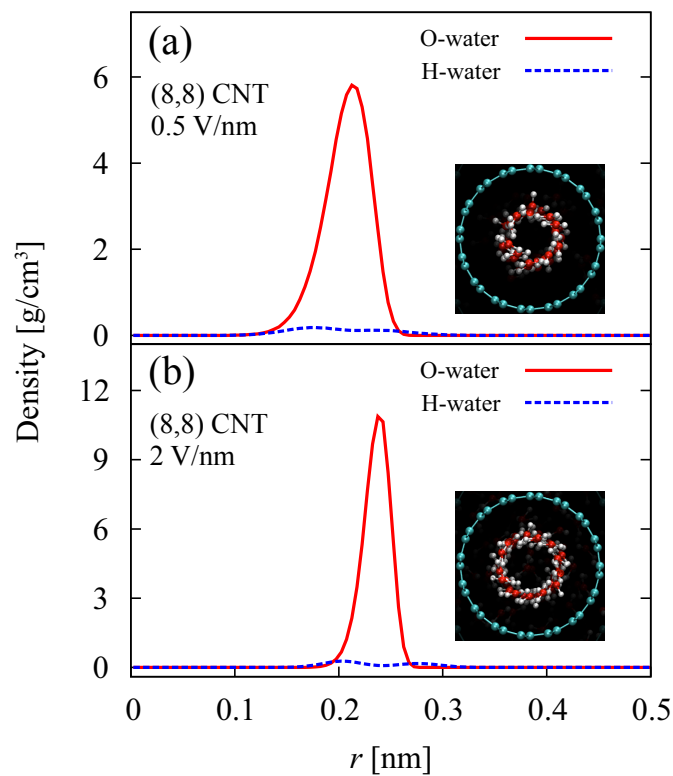 (a)
O-water
H-water
(8,8) CNT
0.5 V/nm
6
4
2
0
Density [g/cm³]
(b)
O-water
H-water
(8,8) CNT
2 V/nm
12
9
6
3
0
0 0.1 0.2 0.3 0.4 0.5
r [nm]